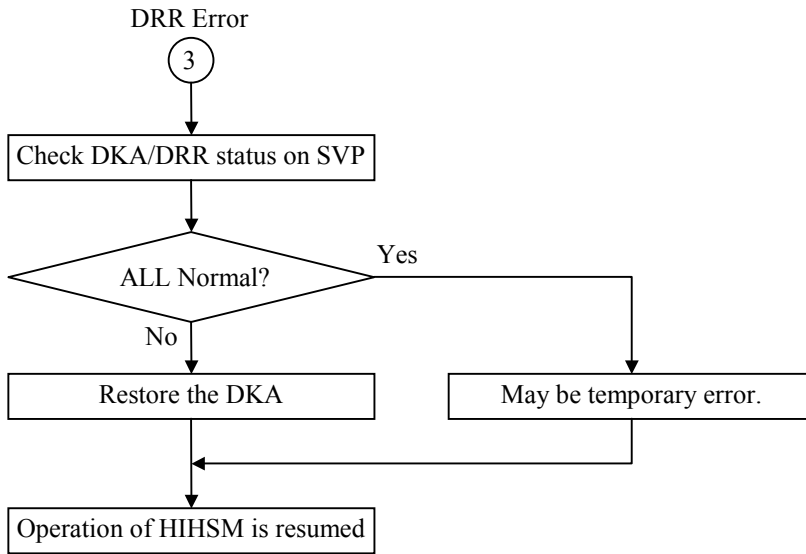 DRR Error
3
Check DKA/DRR status on SVP
ALL Normal?
Yes
No
Restore the DKA
May be temporary error.
Operation of HIHSM is resumed